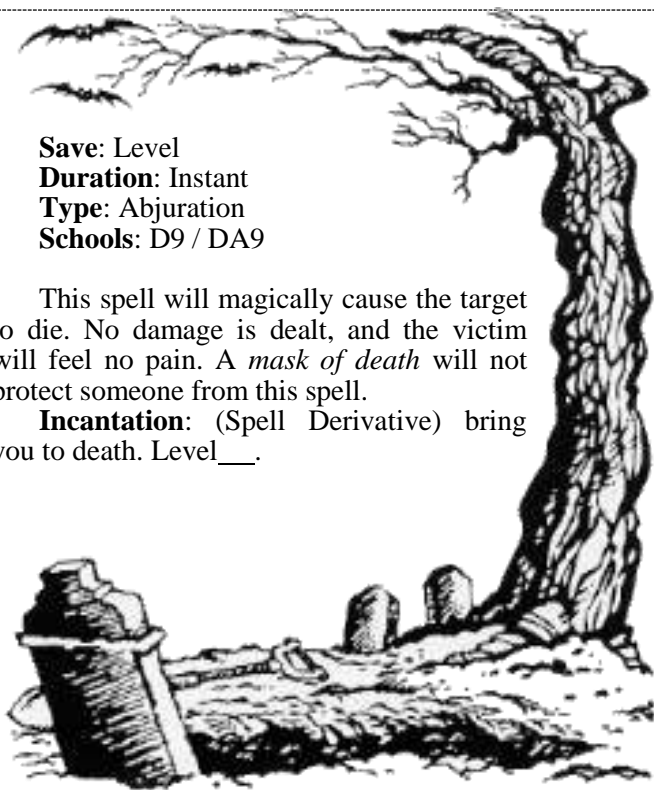 Save: Level
Duration: Instant
Type: Abjuration
Schools: D9 / DA9
This spell will magically cause the target
to die. No damage is dealt, and the victim
will feel no pain. A mask of death will not
protect someone from this spell.
Incantation: (Spell Derivative) bring
you to death. Level___.